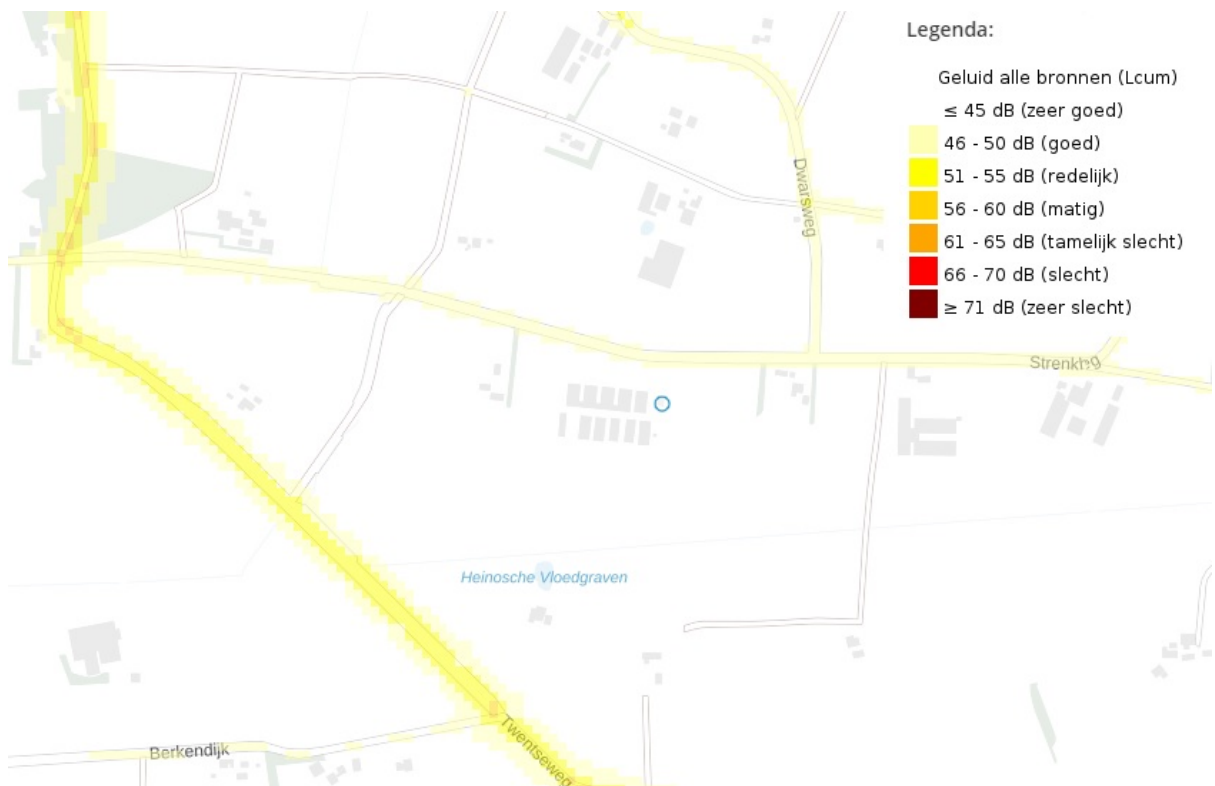 Legenda:
Geluid alle bronnen (Lcum)
≤ 45 dB (zeer goed)
46 - 50 dB (goed)
51 - 55 dB (redelijk)
56 - 60 dB (matig)
61 - 65 dB (tamelijk slecht)
66 - 70 dB (slecht)
≥ 71 dB (zeer slecht)
Dwarsweg
Heinosche Vloedgraven
Berkendijk
Twentseweg